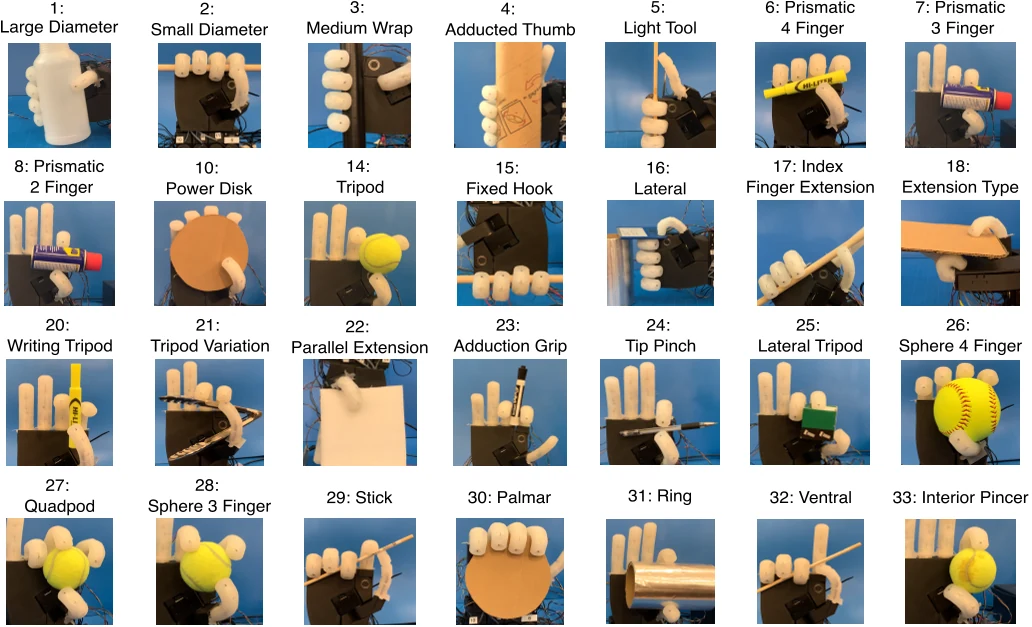 1:
Large Diameter
2:
Small Diameter
3:
Medium Wrap
4:
Adducted Thumb
5:
Light Tool
6: Prismatic
4 Finger
7: Prismatic
3 Finger
HI-LITER
8: Prismatic
2 Finger
10:
Power Disk
14:
Tripod
15:
Fixed Hook
16:
Lateral
17: Index
Finger Extension
18:
Extension Type
20:
Writing Tripod
21:
Tripod Variation
22:
Parallel Extension
23:
Adduction Grip
24:
Tip Pinch
25:
Lateral Tripod
26:
Sphere 4 Finger
HI-LI
27:
Quadpod
28:
Sphere 3 Finger
29: Stick
30: Palmar
31: Ring
32: Ventral
33: Interior Pincer